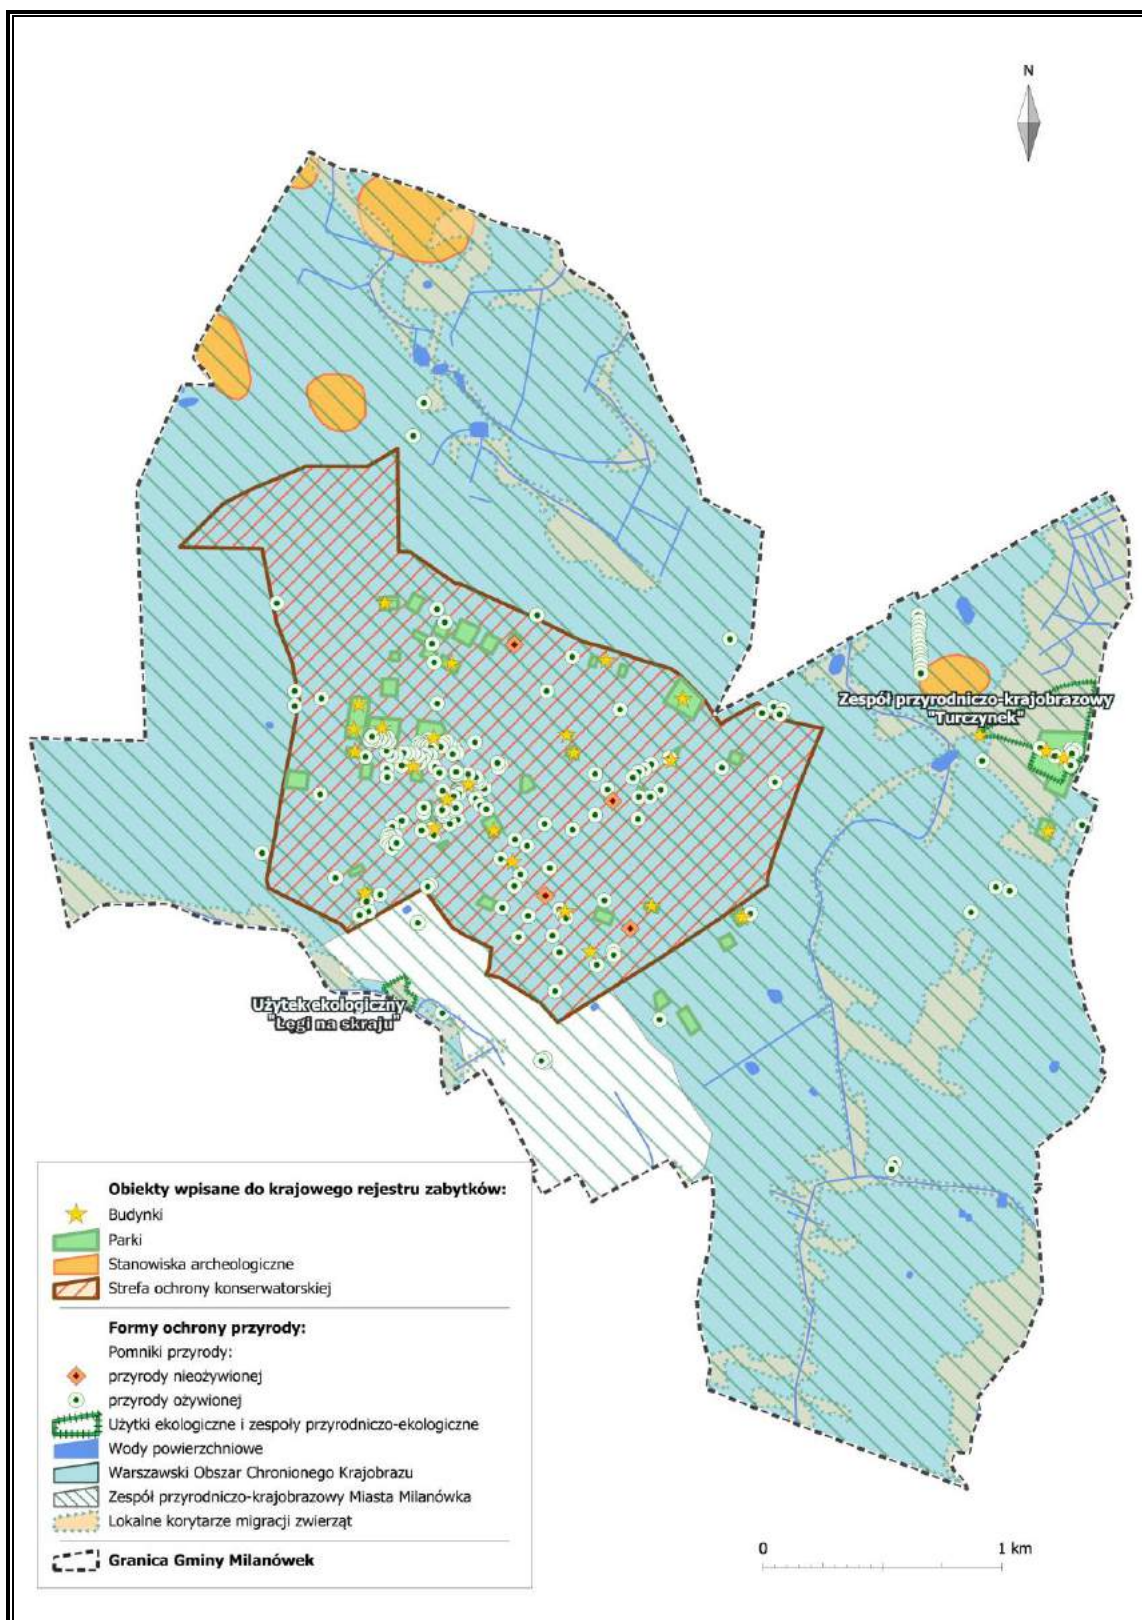 N
Zespół przyrodniczo-krajobrazowy
"Turczynek"
Użytek ekologiczny
"Łęgi na skraju"
Obiekty wpisane do krajowego rejestru zabytków:
Budynki
Parki
Stanowiska archeologiczne
Strefa ochrony konserwatorskiej
Formy ochrony przyrody:
Pomniki przyrody:
przyrody nieożywionej
przyrody ożywionej
Użytki ekologiczne i zespoły przyrodniczo-ekologiczne
Wody powierzchniowe
Warszawski Obszar Chronionego Krajobrazu
Zespół przyrodniczo-krajobrazowy Miasta Milanówka
Lokalne korytarze migracji zwierząt
Granica Gminy Milanówek
0 1 km